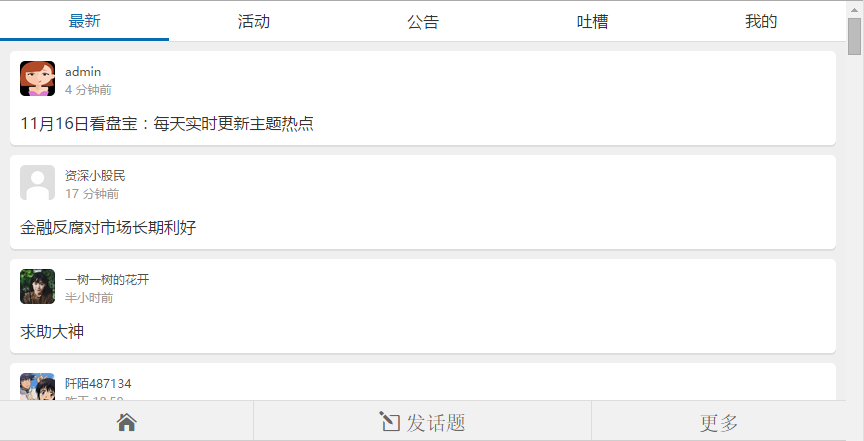 最新 活动 公告 吐槽 我的
admin
4 分钟前
11月16日看盘宝：每天实时更新主题热点
资深小股民
17 分钟前
金融反腐对市场长期利好
一树一树的花开
半小时前
求助大神
阡陌487134
昨天 18:58
发话题 更多